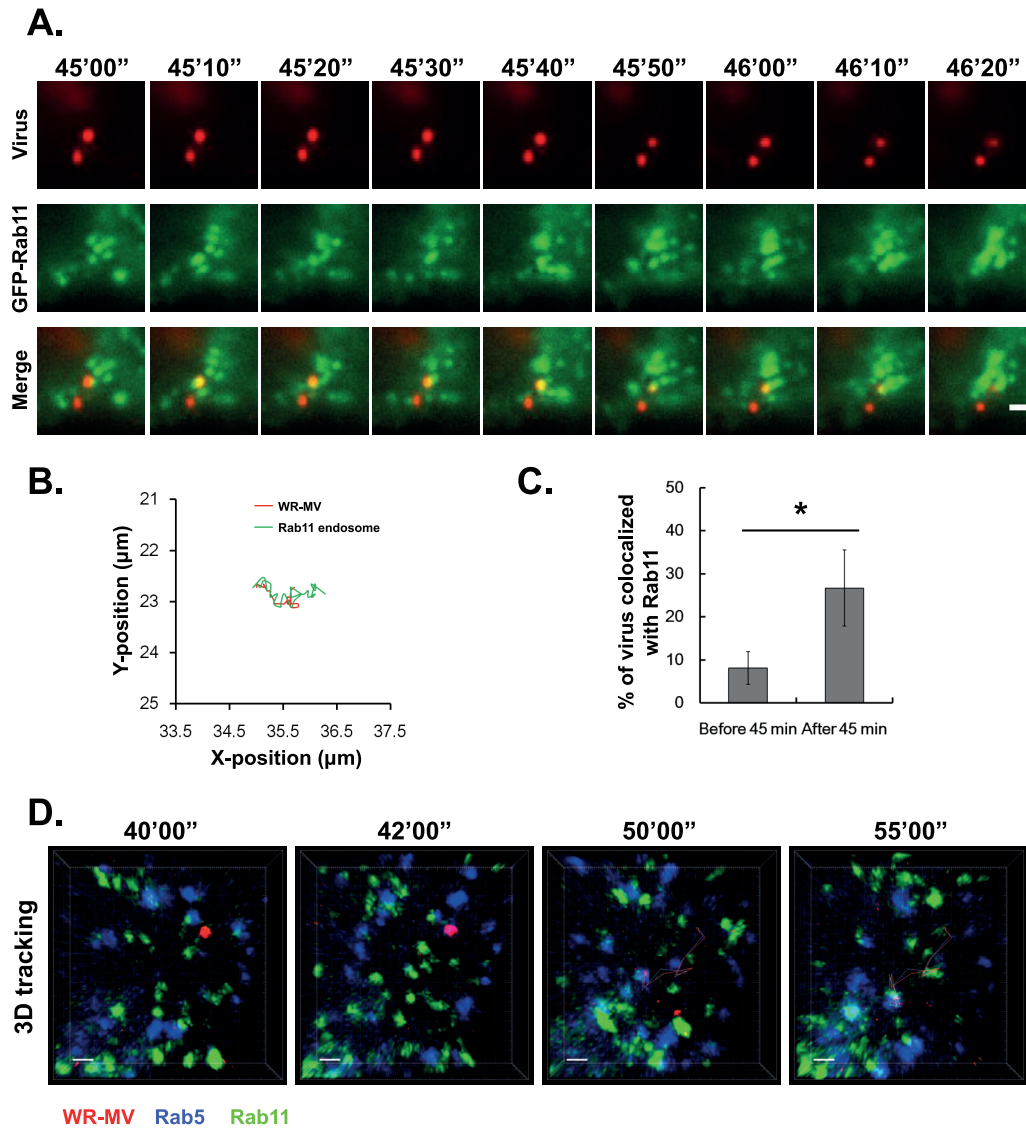 A.
45’00” 45’10” 45’20” 45’30” 45’40” 45’50” 46’00” 46’10” 46’20”
Virus
GFP-Rab11
Merge
B.
21
22
23
24
25
Y-position (µm)
WR-MV
Rab11 endosome
33.5 34.5 35.5 36.5 37.5
X-position (µm)
C.
50
40
30
20
10
0
% of virus colocalized
with Rab11
*
Before 45 min After 45 min
D.
40’00” 42’00” 50’00” 55’00”
3D tracking
WR-MV Rab5 Rab11